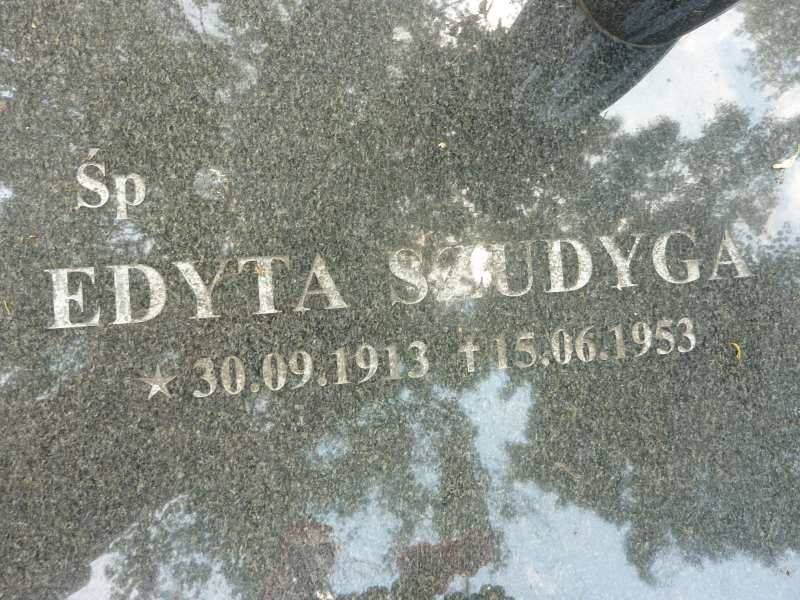 Śp
EDYTA SZUDYGA
★ 30.09.1913 ✝ 15.06.1953